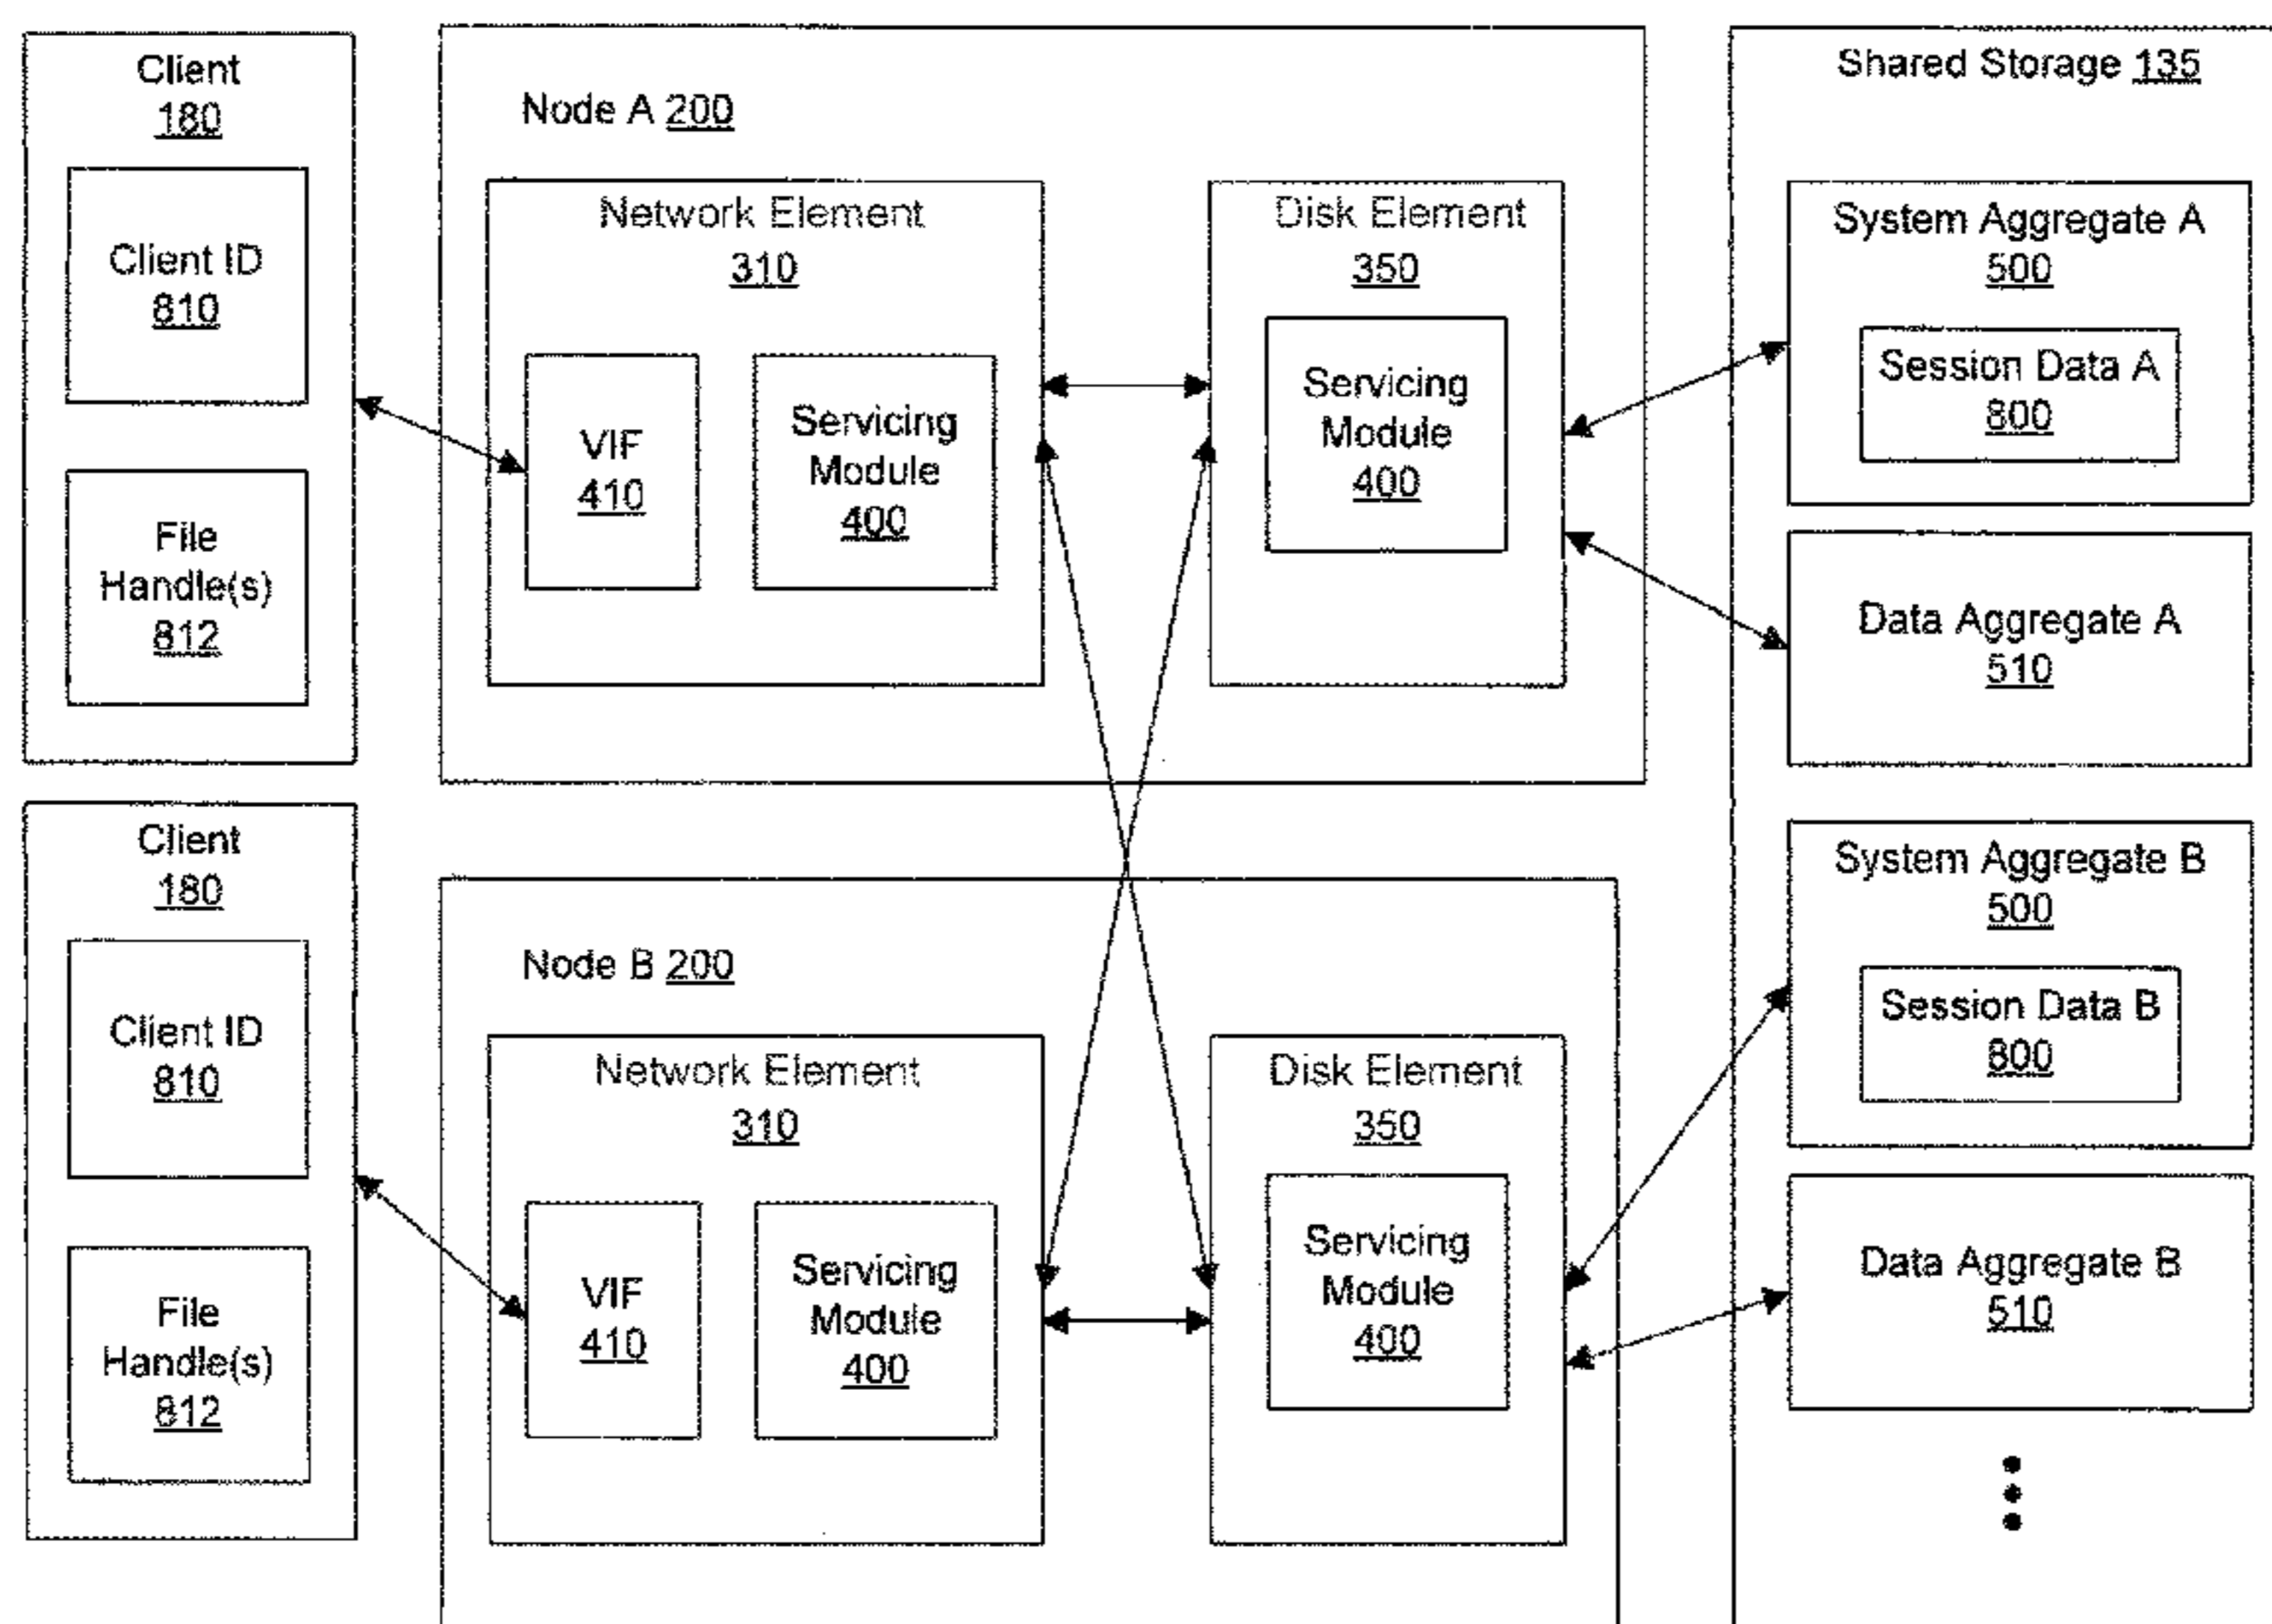 Client
180
Client ID
810
File
Handle(s)
812
Node A 200
Network Element
310
VIF
410
Servicing
Module
400
Disk Element
350
Servicing
Module
400
Shared Storage 135
System Aggregate A
500
Session Data A
800
Data Aggregate A
510
Client
180
Client ID
810
File
Handle(s)
812
Node B 200
Network Element
310
VIF
410
Servicing
Module
400
Disk Element
350
Servicing
Module
400
System Aggregate B
500
Session Data B
800
Data Aggregate B
510